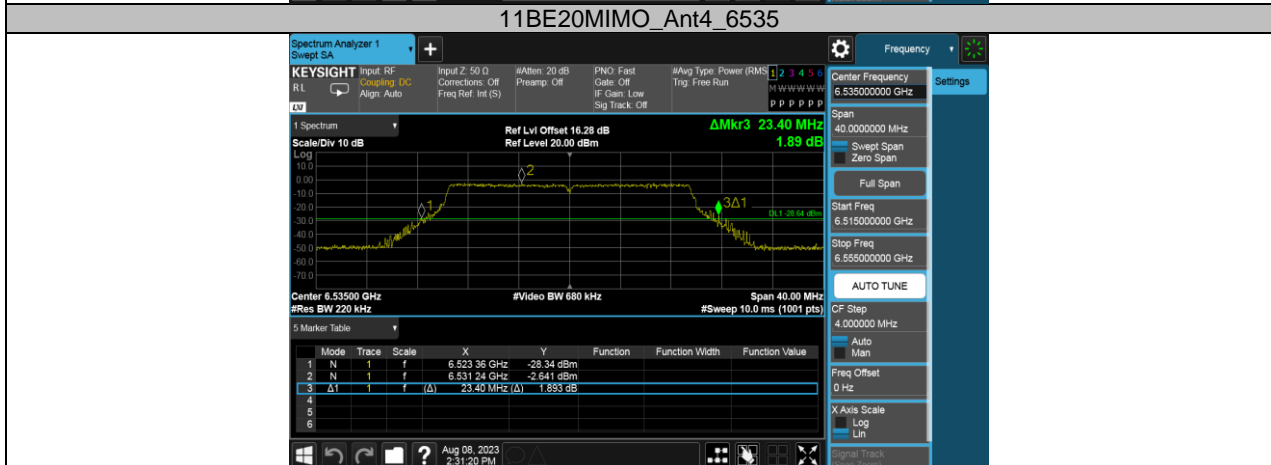 11BE20MIMO_Ant4_6535
Spectrum Analyzer 1
Swept SA
Frequency
KEYSIGHT
RL
LXI
Input: RF
Coupling: DC
Align: Auto
Input Z: 50 Ω
Corrections: Off
Freq Ref: Int (S)
#Atten: 20 dB
Preamp: Off
PNO: Fast
Gate: Off
IF Gain: Low
Sig Track: Off
#Avg Type: Power (RMS
Trig: Free Run
1 2 3 4 5 6
M W W W W W
P P P P P P
1 Spectrum
Scale/Div 10 dB
Ref Lvl Offset 16.28 dB
Ref Level 20.00 dBm
ΔMkr3 23.40 MHz
1.89 dB
Log
10.0
0.00
-10.0
-20.0
-30.0
-40.0
-50.0
-60.0
-70.0
1
2
3Δ1
DL1 -28.64 dBm
Center 6.53500 GHz
#Res BW 220 kHz
#Video BW 680 kHz
Span 40.00 MHz
#Sweep 10.0 ms (1001 pts)
5 Marker Table
Mode Trace Scale X Y Function Function Width Function Value
1 N 1 f 6.523 36 GHz -28.34 dBm
2 N 1 f 6.531 24 GHz -2.641 dBm
3 Δ1 1 f (Δ) 23.40 MHz (Δ) 1.893 dB
4
5
6
Aug 08, 2023
2:31:20 PM
Settings
Center Frequency
6.535000000 GHz
Span
40.0000000 MHz
Swept Span
Zero Span
Full Span
Start Freq
6.515000000 GHz
Stop Freq
6.555000000 GHz
AUTO TUNE
CF Step
4.000000 MHz
Auto
Man
Freq Offset
0 Hz
X Axis Scale
Log
Lin
Signal Track